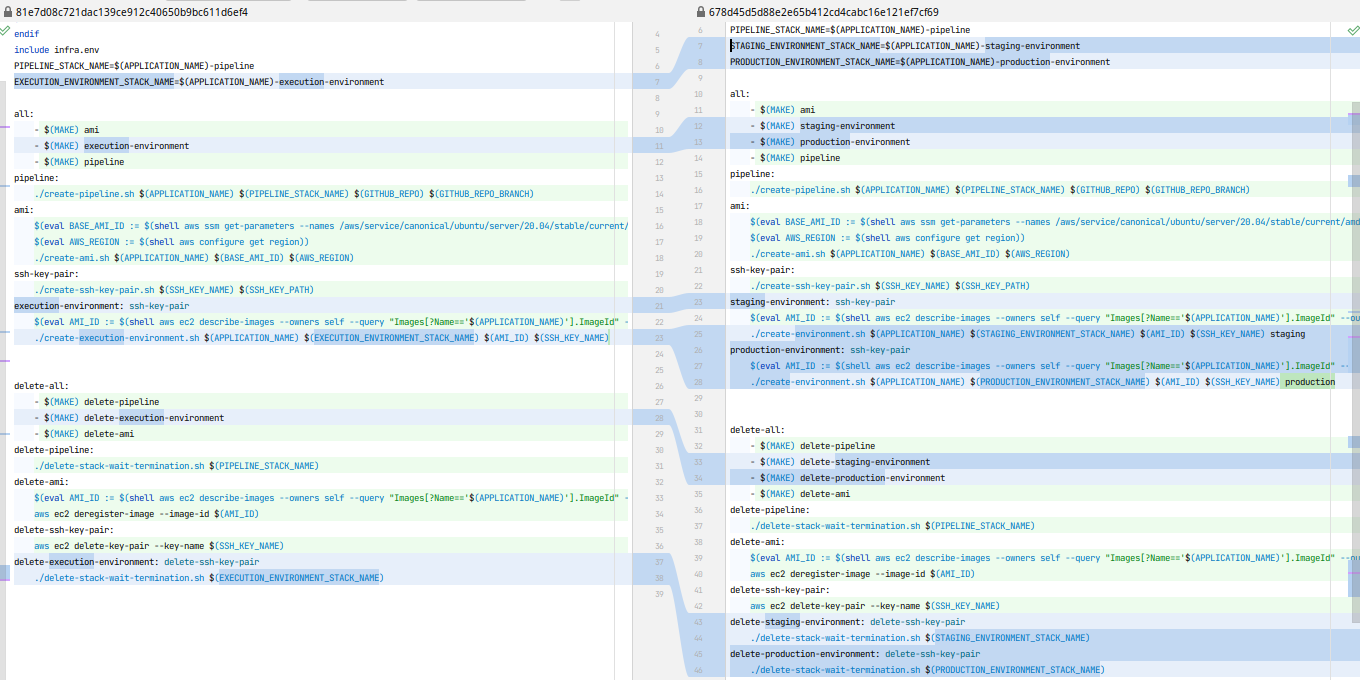 81e7d08c721dac139ce912c40650b9bc611d6ef4
endif
include infra.env
PIPELINE_STACK_NAME=$(APPLICATION_NAME)-pipeline
EXECUTION_ENVIRONMENT_STACK_NAME=$(APPLICATION_NAME)-execution-environment
all:
- $(MAKE) ami
- $(MAKE) execution-environment
- $(MAKE) pipeline
pipeline:
./create-pipeline.sh $(APPLICATION_NAME) $(PIPELINE_STACK_NAME) $(GITHUB_REPO) $(GITHUB_REPO_BRANCH)
ami:
$(eval BASE_AMI_ID := $(shell aws ssm get-parameters --names /aws/service/canonical/ubuntu/server/20.04/stable/current/
$(eval AWS_REGION := $(shell aws configure get region))
./create-ami.sh $(APPLICATION_NAME) $(BASE_AMI_ID) $(AWS_REGION)
ssh-key-pair:
./create-ssh-key-pair.sh $(SSH_KEY_NAME) $(SSH_KEY_PATH)
execution-environment: ssh-key-pair
$(eval AMI_ID := $(shell aws ec2 describe-images --owners self --query "Images[?Name=='$(APPLICATION_NAME)'].ImageId" -
./create-execution-environment.sh $(APPLICATION_NAME) $(EXECUTION_ENVIRONMENT_STACK_NAME) $(AMI_ID) $(SSH_KEY_NAME)
delete-all:
- $(MAKE) delete-pipeline
- $(MAKE) delete-execution-environment
- $(MAKE) delete-ami
delete-pipeline:
./delete-stack-wait-termination.sh $(PIPELINE_STACK_NAME)
delete-ami:
$(eval AMI_ID := $(shell aws ec2 describe-images --owners self --query "Images[?Name=='$(APPLICATION_NAME)'].ImageId" -
aws ec2 deregister-image --image-id $(AMI_ID)
delete-ssh-key-pair:
aws ec2 delete-key-pair --key-name $(SSH_KEY_NAME)
delete-execution-environment: delete-ssh-key-pair
./delete-stack-wait-termination.sh $(EXECUTION_ENVIRONMENT_STACK_NAME)
4
5
6
7
8
9
10
11
12
13
14
15
16
17
18
19
20
21
22
23
24
25
26
27
28
29
30
31
32
33
34
35
36
37
38
39
678d45d5d88e2e65b412cd4cabc16e121ef7cf69
6 PIPELINE_STACK_NAME=$(APPLICATION_NAME)-pipeline
7 STAGING_ENVIRONMENT_STACK_NAME=$(APPLICATION_NAME)-staging-environment
8 PRODUCTION_ENVIRONMENT_STACK_NAME=$(APPLICATION_NAME)-production-environment
9
10 all:
11 - $(MAKE) ami
12 - $(MAKE) staging-environment
13 - $(MAKE) production-environment
14 - $(MAKE) pipeline
15 pipeline:
16 ./create-pipeline.sh $(APPLICATION_NAME) $(PIPELINE_STACK_NAME) $(GITHUB_REPO) $(GITHUB_REPO_BRANCH)
17 ami:
18 $(eval BASE_AMI_ID := $(shell aws ssm get-parameters --names /aws/service/canonical/ubuntu/server/20.04/stable/current/amd
19 $(eval AWS_REGION := $(shell aws configure get region))
20 ./create-ami.sh $(APPLICATION_NAME) $(BASE_AMI_ID) $(AWS_REGION)
21 ssh-key-pair:
22 ./create-ssh-key-pair.sh $(SSH_KEY_NAME) $(SSH_KEY_PATH)
23 staging-environment: ssh-key-pair
24 $(eval AMI_ID := $(shell aws ec2 describe-images --owners self --query "Images[?Name=='$(APPLICATION_NAME)'].ImageId" --ou
25 ./create-environment.sh $(APPLICATION_NAME) $(STAGING_ENVIRONMENT_STACK_NAME) $(AMI_ID) $(SSH_KEY_NAME) staging
26 production-environment: ssh-key-pair
27 $(eval AMI_ID := $(shell aws ec2 describe-images --owners self --query "Images[?Name=='$(APPLICATION_NAME)'].ImageId" --
28 ./create-environment.sh $(APPLICATION_NAME) $(PRODUCTION_ENVIRONMENT_STACK_NAME) $(AMI_ID) $(SSH_KEY_NAME) production
29
30
31 delete-all:
32 - $(MAKE) delete-pipeline
33 - $(MAKE) delete-staging-environment
34 - $(MAKE) delete-production-environment
35 - $(MAKE) delete-ami
36 delete-pipeline:
37 ./delete-stack-wait-termination.sh $(PIPELINE_STACK_NAME)
38 delete-ami:
39 $(eval AMI_ID := $(shell aws ec2 describe-images --owners self --query "Images[?Name=='$(APPLICATION_NAME)'].ImageId" --ou
40 aws ec2 deregister-image --image-id $(AMI_ID)
41 delete-ssh-key-pair:
42 aws ec2 delete-key-pair --key-name $(SSH_KEY_NAME)
43 delete-staging-environment: delete-ssh-key-pair
44 ./delete-stack-wait-termination.sh $(STAGING_ENVIRONMENT_STACK_NAME)
45 delete-production-environment: delete-ssh-key-pair
46 ./delete-stack-wait-termination.sh $(PRODUCTION_ENVIRONMENT_STACK_NAME)